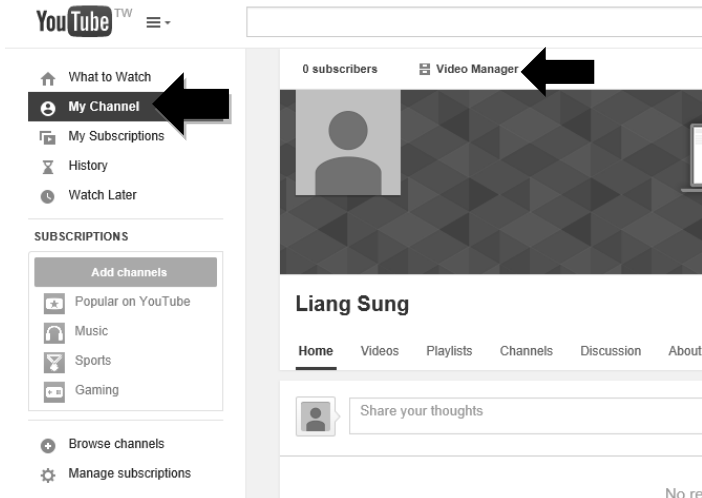 YouTube TW
What to Watch
My Channel
My Subscriptions
History
Watch Later
SUBSCRIPTIONS
Add channels
Popular on YouTube
Music
Sports
Gaming
Browse channels
Manage subscriptions
0 subscribers Video Manager
Liang Sung
Home Videos Playlists Channels Discussion About
Share your thoughts
No re